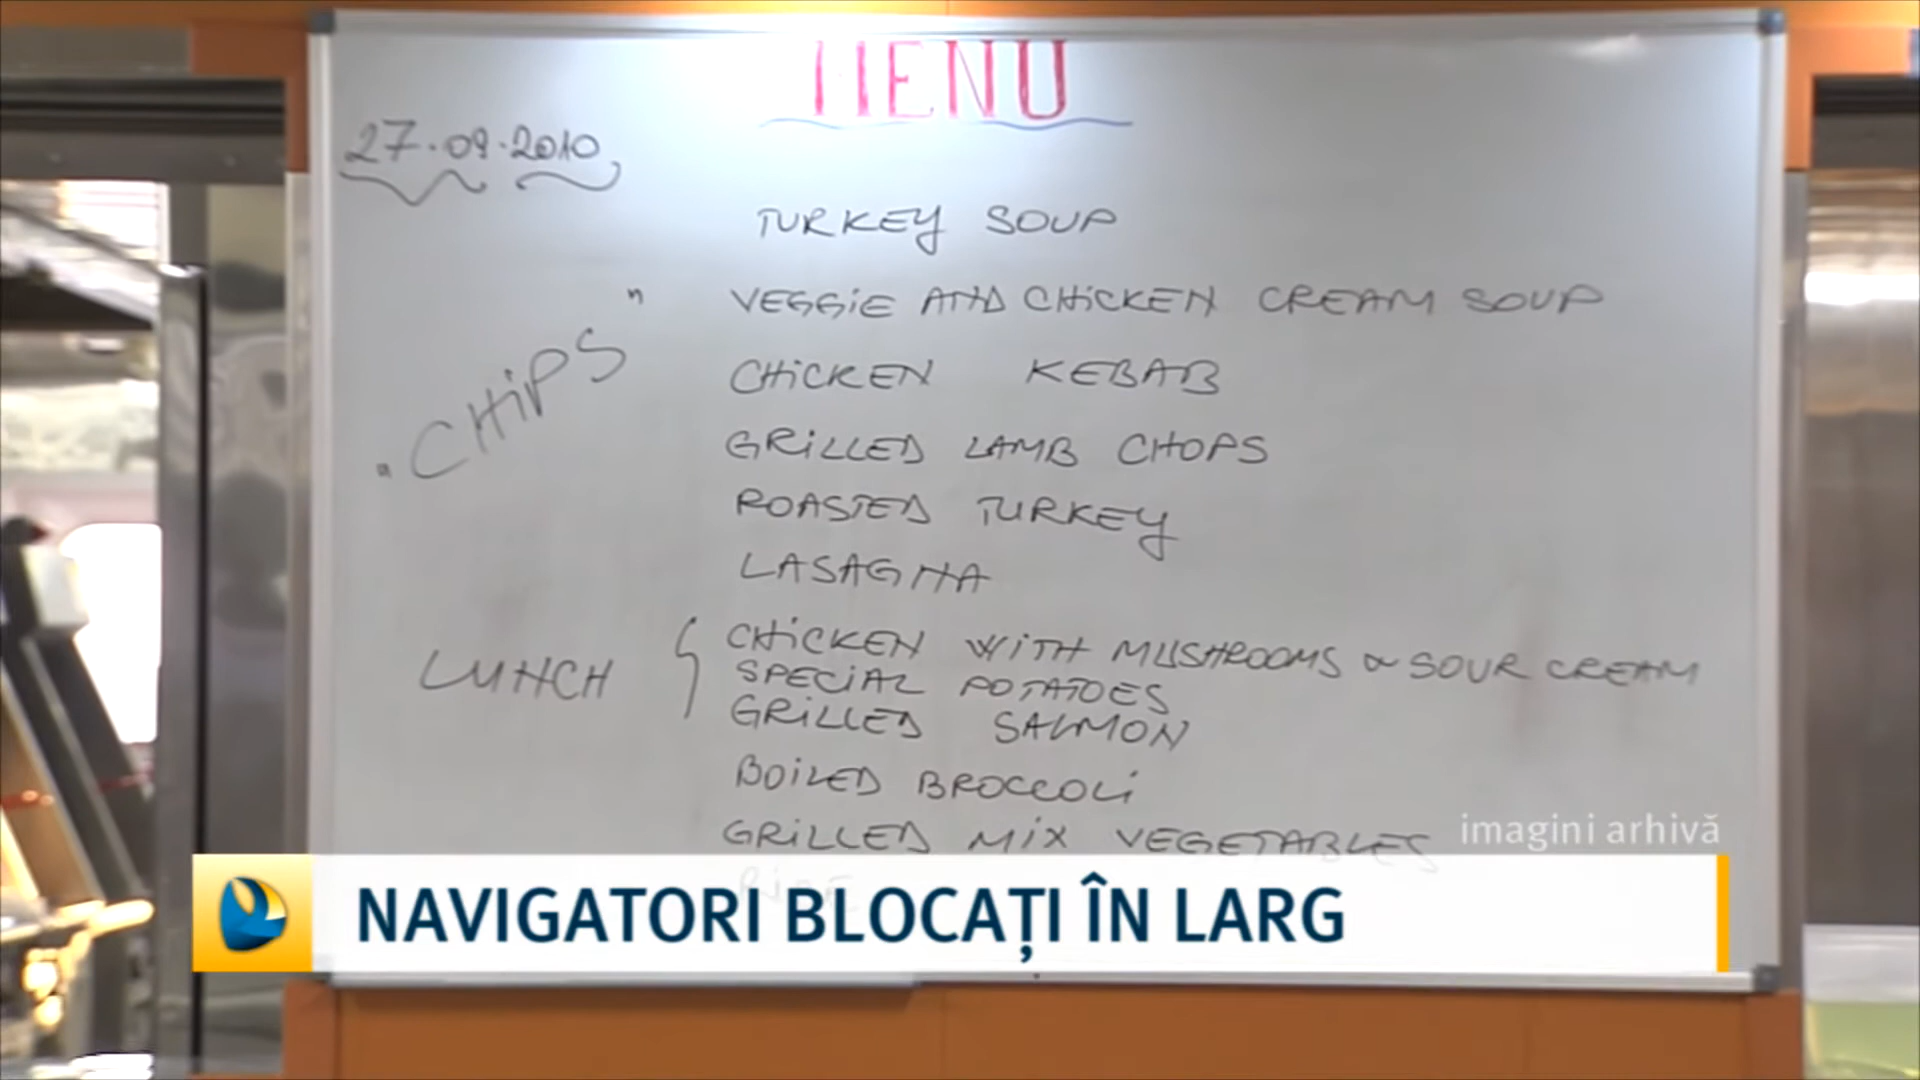 MENU
27.09.2010
TURKEY SOUP
VEGGiE AND CHiCKEN CREAM SOUP
"CHiPS"
CHiCKEN KEBAB
GRiLLED LAMB CHOPS
ROASTED TURKEY
LASAGNA
LUNCH
CHiCKEN WiTH MUSHROOMS & SOUR CREAM
SPECiAL POTATOES
GRiLLED SALMON
BOiLED BROCCOLi
GRiLLED MiX VEGETABLES
RiCE
imagini arhivă
NAVIGATORI BLOCAȚI ÎN LARG